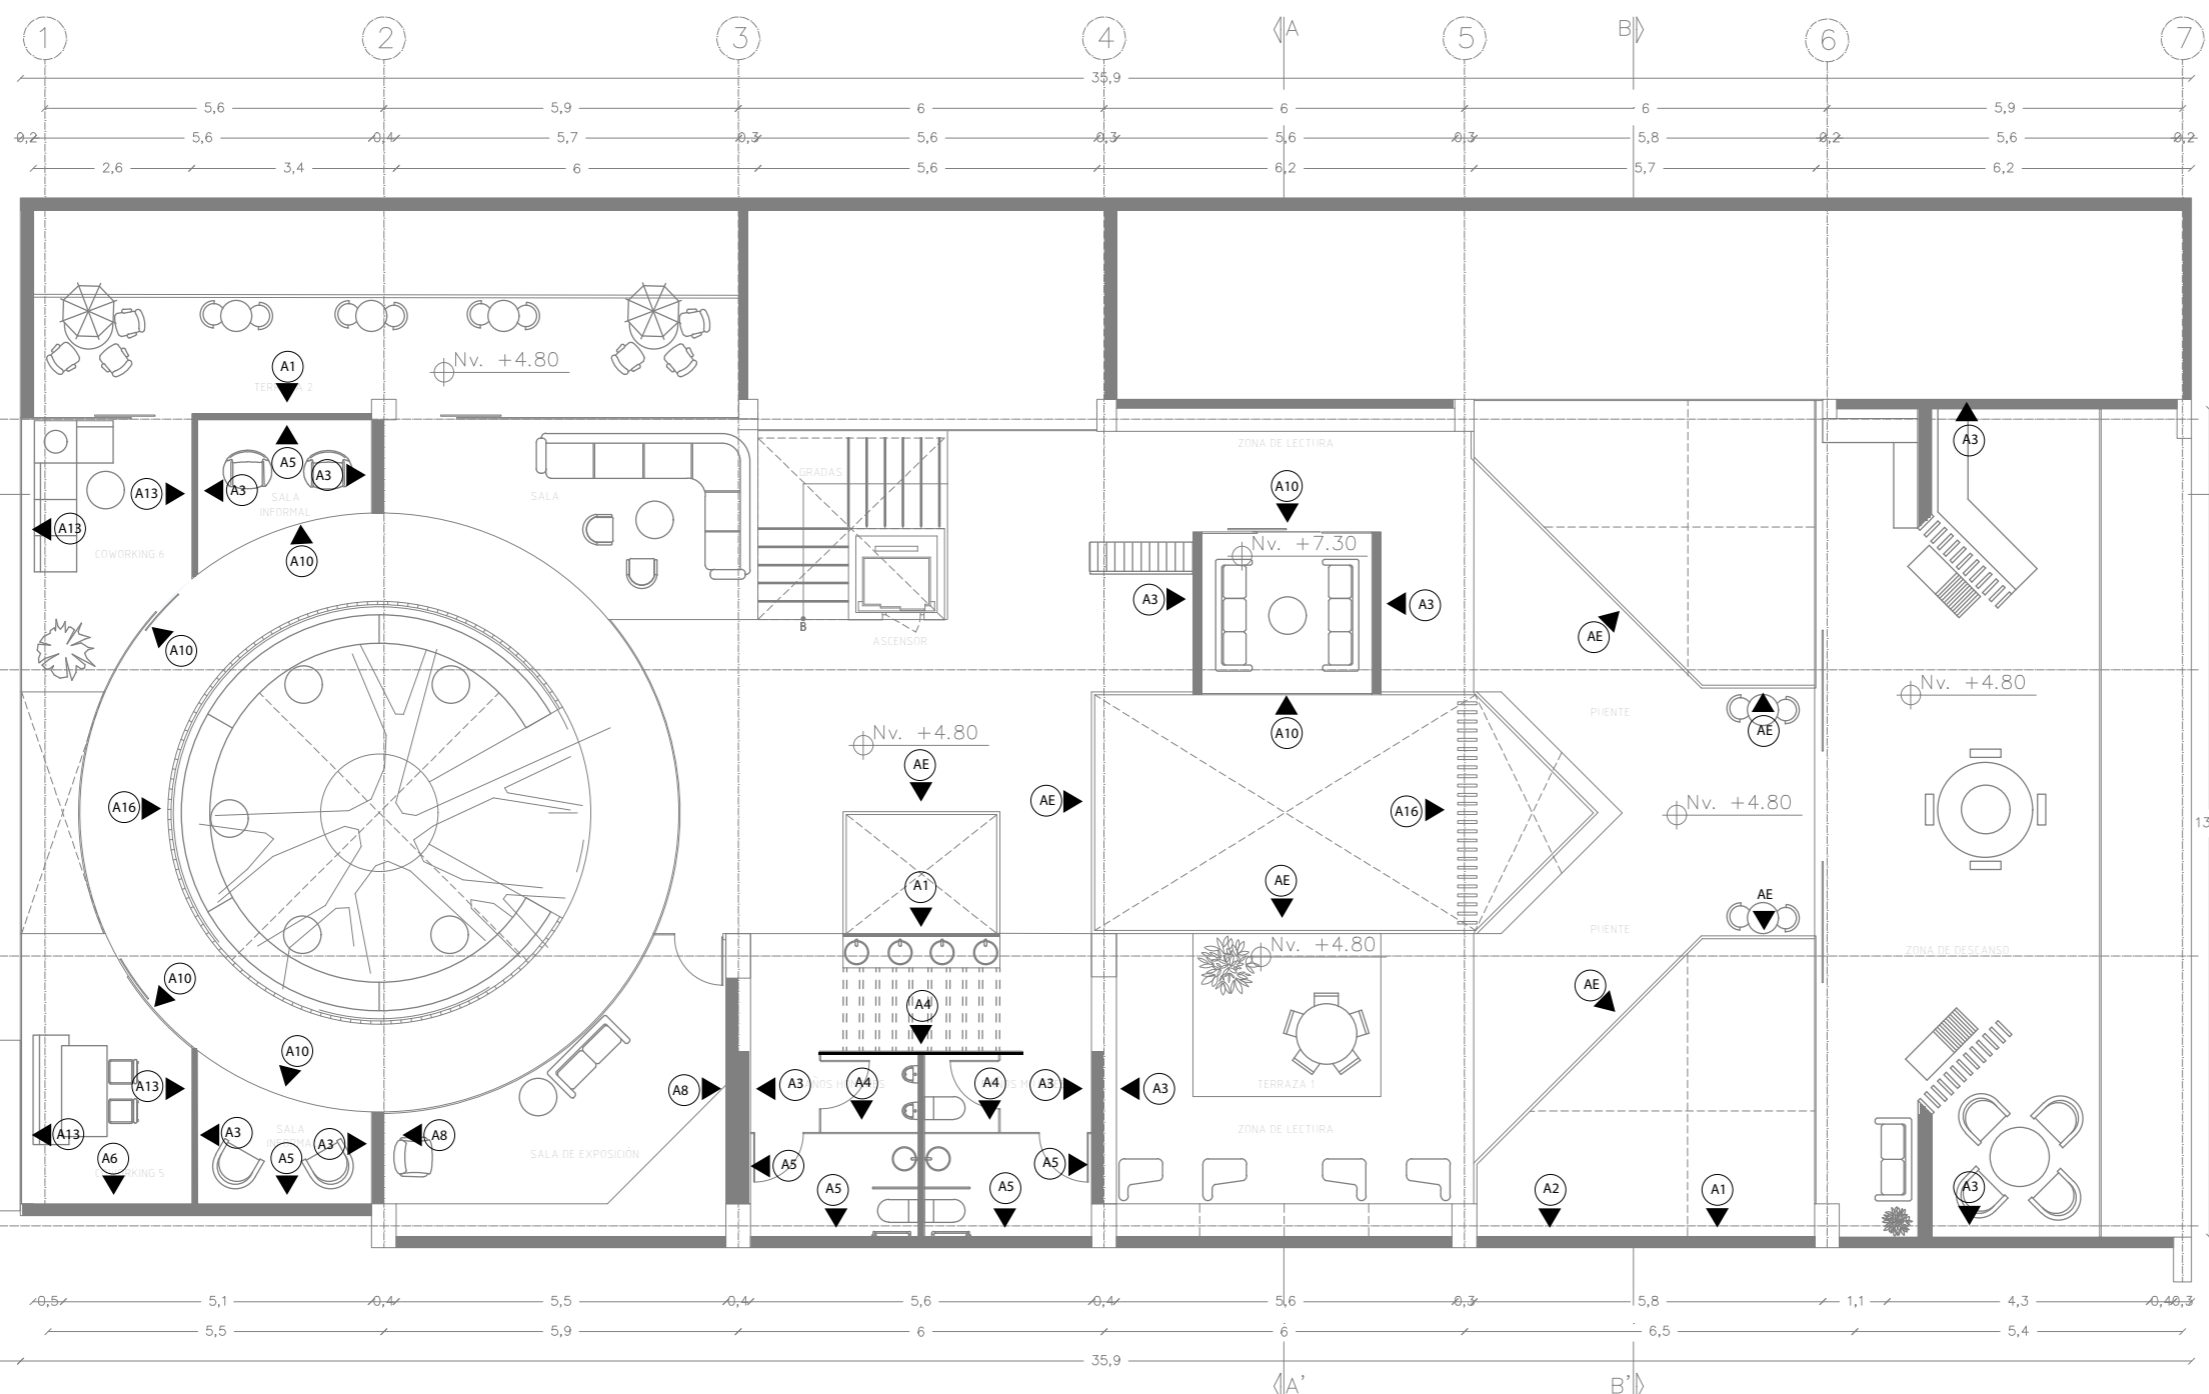 1 2 3 4 A 5 B 6 7
35,9
5,6 5,9 6 6 6 5,9
0,2 5,6 0,4 5,7 0,3 5,6 0,3 5,6 0,3 5,8 0,2 5,6 0,2
2,6 3,4 6 5,6 6,2 5,7 6,2
Nv. +4.80
A1
TERRAZA 2
ZONA DE LECTURA
A3
A5
GRADAS
A3
A3
A13
SALA
SALA
INFORMAL
A10
A13
COWORKING 6
A10
Nv. +7.30
A3
A3
B
ASCENSOR
AE
A10
Nv. +4.80
PUENTE
AE
Nv. +4.80
A10
AE
A16
AE
A16
Nv. +4.80
13
A1
AE
AE
PUENTE
Nv. +4.80
ZONA DE DESCANSO
A10
A4
AE
A10
A13
A8
A3
BAÑOS HOMBRES
A4
A4
A3
A3
TERRAZA 1
A13
A3
SALA
INFORMAL
A3
A8
SALA DE EXPOSICIÓN
A5
A5
ZONA DE LECTURA
A6
COWORKING 5
A5
A5
A5
A2
A1
A3
0,5 5,1 0,4 5,5 0,4 5,6 0,4 5,6 0,3 5,8 1,1 4,3 0,4 0,3
5,5 5,9 6 6 6,5 5,4
35,9
A' B'